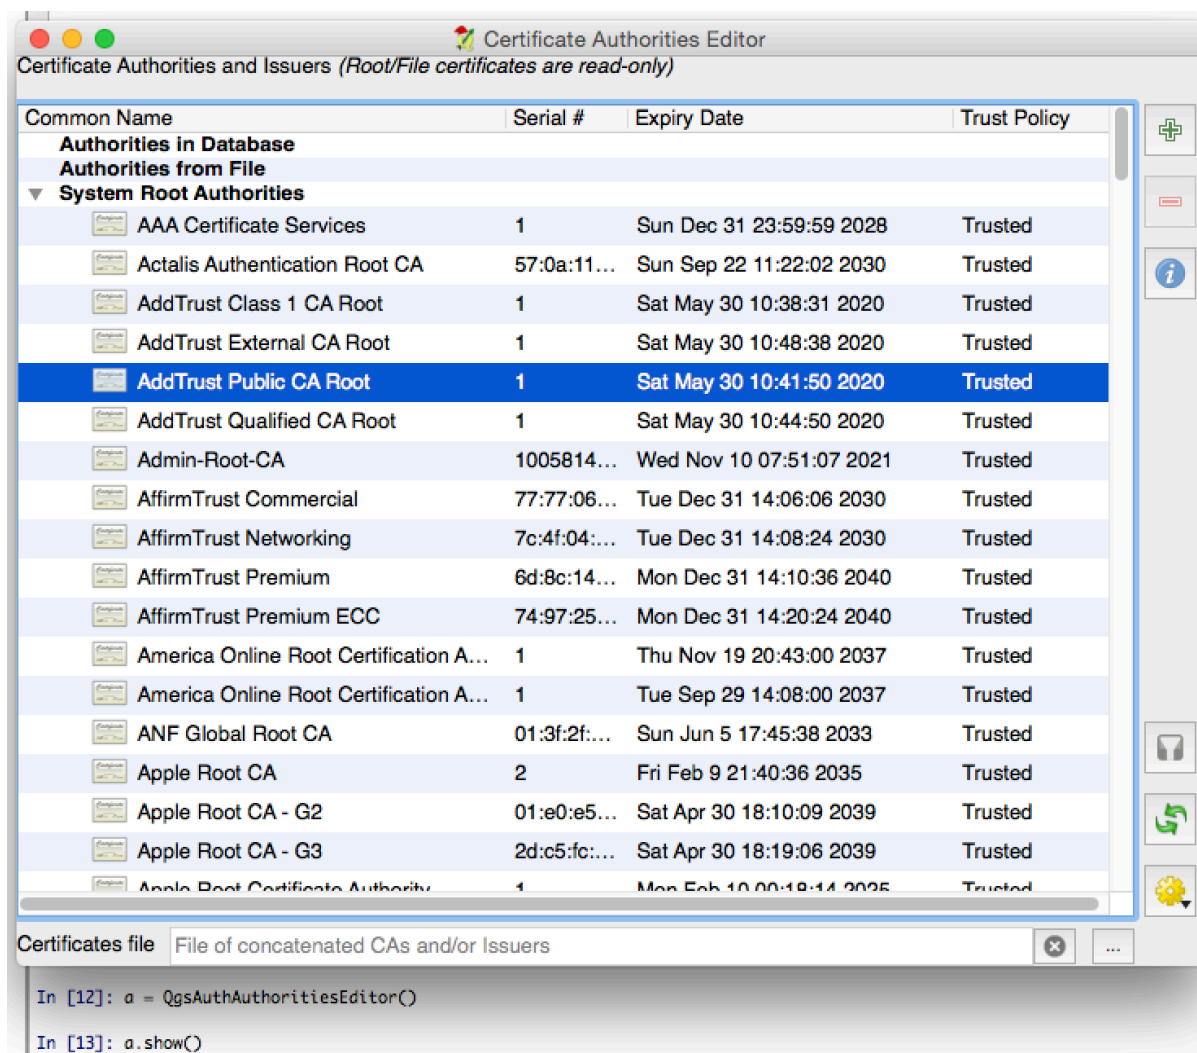 Certificate Authorities Editor
Certificate Authorities and Issuers (Root/File certificates are read-only)
Common Name Serial # Expiry Date Trust Policy
Authorities in Database
Authorities from File
System Root Authorities
AAA Certificate Services 1 Sun Dec 31 23:59:59 2028 Trusted
Actalis Authentication Root CA 57:0a:11... Sun Sep 22 11:22:02 2030 Trusted
AddTrust Class 1 CA Root 1 Sat May 30 10:38:31 2020 Trusted
AddTrust External CA Root 1 Sat May 30 10:48:38 2020 Trusted
AddTrust Public CA Root 1 Sat May 30 10:41:50 2020 Trusted
AddTrust Qualified CA Root 1 Sat May 30 10:44:50 2020 Trusted
Admin-Root-CA 1005814... Wed Nov 10 07:51:07 2021 Trusted
AffirmTrust Commercial 77:77:06... Tue Dec 31 14:06:06 2030 Trusted
AffirmTrust Networking 7c:4f:04:... Tue Dec 31 14:08:24 2030 Trusted
AffirmTrust Premium 6d:8c:14... Mon Dec 31 14:10:36 2040 Trusted
AffirmTrust Premium ECC 74:97:25... Mon Dec 31 14:20:24 2040 Trusted
America Online Root Certification A... 1 Thu Nov 19 20:43:00 2037 Trusted
America Online Root Certification A... 1 Tue Sep 29 14:08:00 2037 Trusted
ANF Global Root CA 01:3f:2f:... Sun Jun 5 17:45:38 2033 Trusted
Apple Root CA 2 Fri Feb 9 21:40:36 2035 Trusted
Apple Root CA - G2 01:e0:e5... Sat Apr 30 18:10:09 2039 Trusted
Apple Root CA - G3 2d:c5:fc:... Sat Apr 30 18:19:06 2039 Trusted
Apple Root Certificate Authority 1 Mon Feb 10 00:18:14 2025 Trusted
Certificates file File of concatenated CAs and/or Issuers ...
In [12]: a = QgsAuthAuthoritiesEditor()
In [13]: a.show()